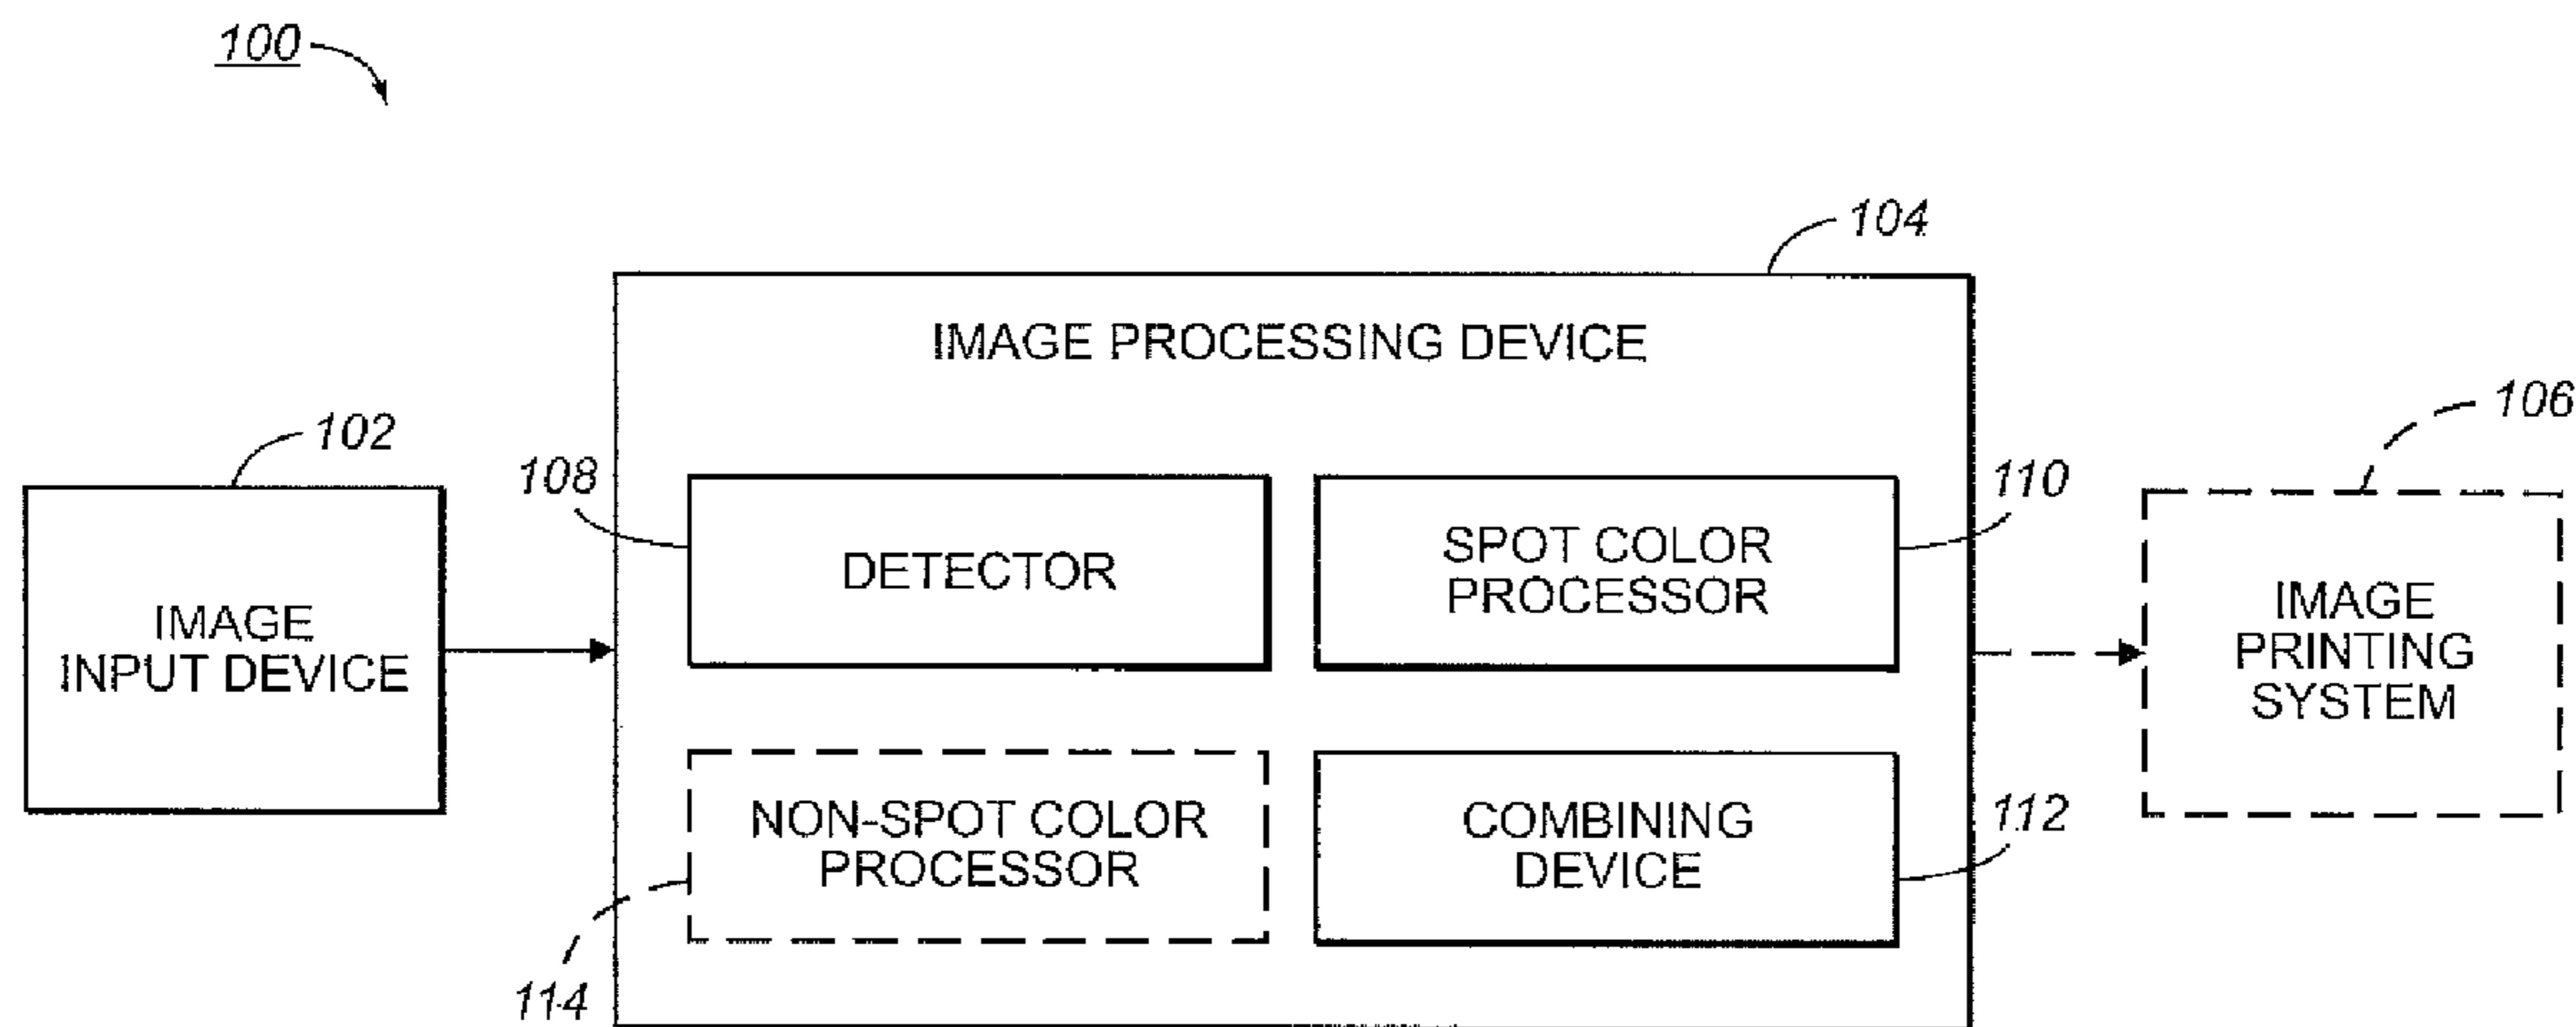 100
104
IMAGE PROCESSING DEVICE
106
102
108
110
DETECTOR
SPOT COLOR
PROCESSOR
IMAGE
INPUT DEVICE
IMAGE
PRINTING
SYSTEM
NON-SPOT COLOR
PROCESSOR
COMBINING
DEVICE
112
114